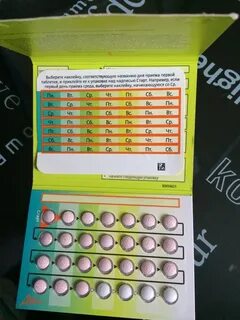 Выберите наклейку, соответствующую названию дня приема первой
таблетки, и приклейте ее к упаковке над надписью Старт. Например, если
первый день приема среда, выберите наклейку, начинающуюся со Ср.
Пн. Вт. Ср. Чт. Пт. Сб. Вс.
Вт. Ср. Чт. Пт. Сб. Вс. Пн.
Ср. Чт. Пт. Сб. Вс. Пн. Вт.
Чт. Пт. Сб. Вс. Пн. Вт. Ср.
Пт. Сб. Вс. Пн. Вт. Ср. Чт.
Сб. Вс. Пн. Вт. Ср. Чт. Пт.
Вс. Пн. Вт. Ср. Чт. Пт. Сб.
Старт